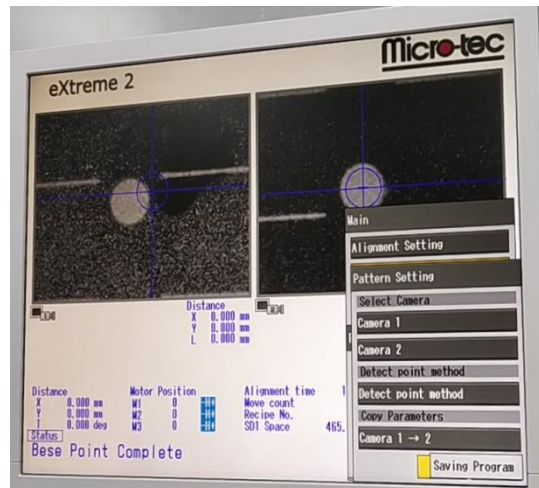 Micro-tec
eXtreme 2
Main
Alignment Setting
Pattern Setting
Select Camera
Camera 1
Camera 2
Detect point method
Detect point method
Copy Parameters
Camera 1 → 2
Saving Program
Distance
X 0.000 mm
Y 0.000 mm
L 0.000 mm
Distance Motor Position Alignment time 1
X 0.000 mm M1 0 Move count
Y 0.000 mm M2 0 Recipe No.
T 0.000 deg M3 0 SD1 Space 465.
Status
Bese Point Complete